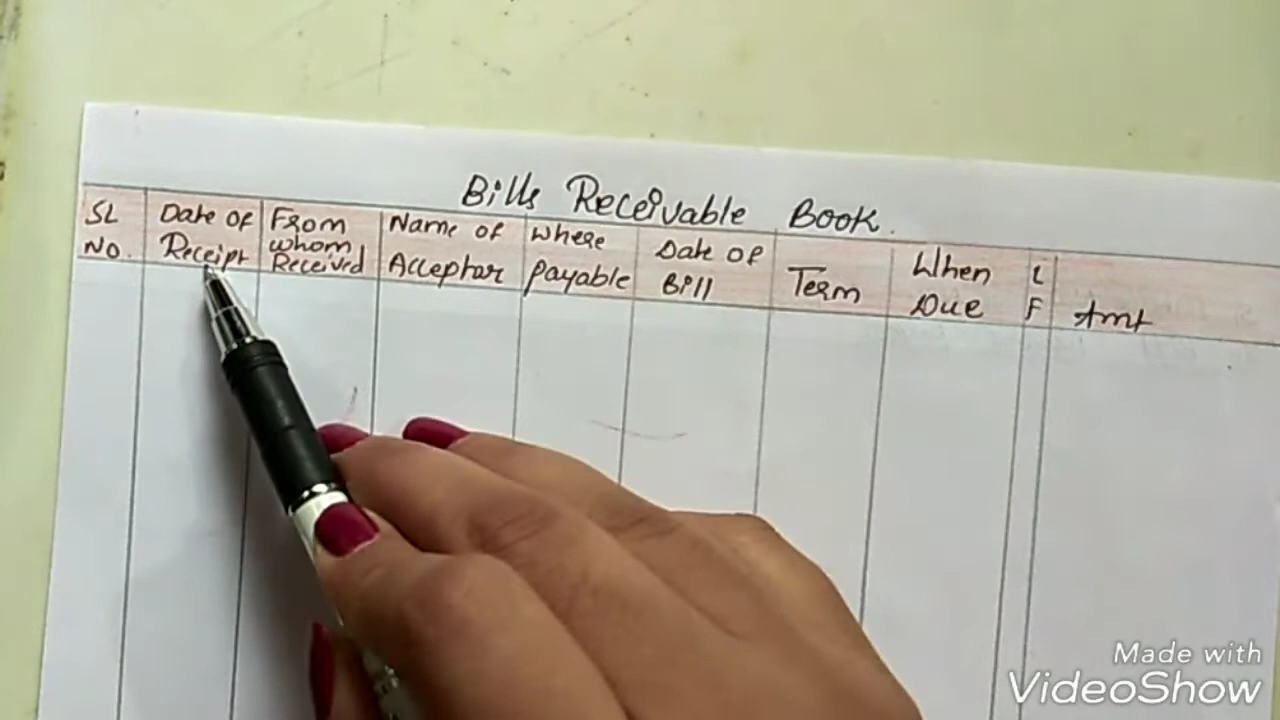 Bills Receivable Book.
SL No.
Date of Receipt
From whom Received
Name of Acceptor
Where payable
Date of Bill
Term
When Due
L F
Amt
Made with
VideoShow